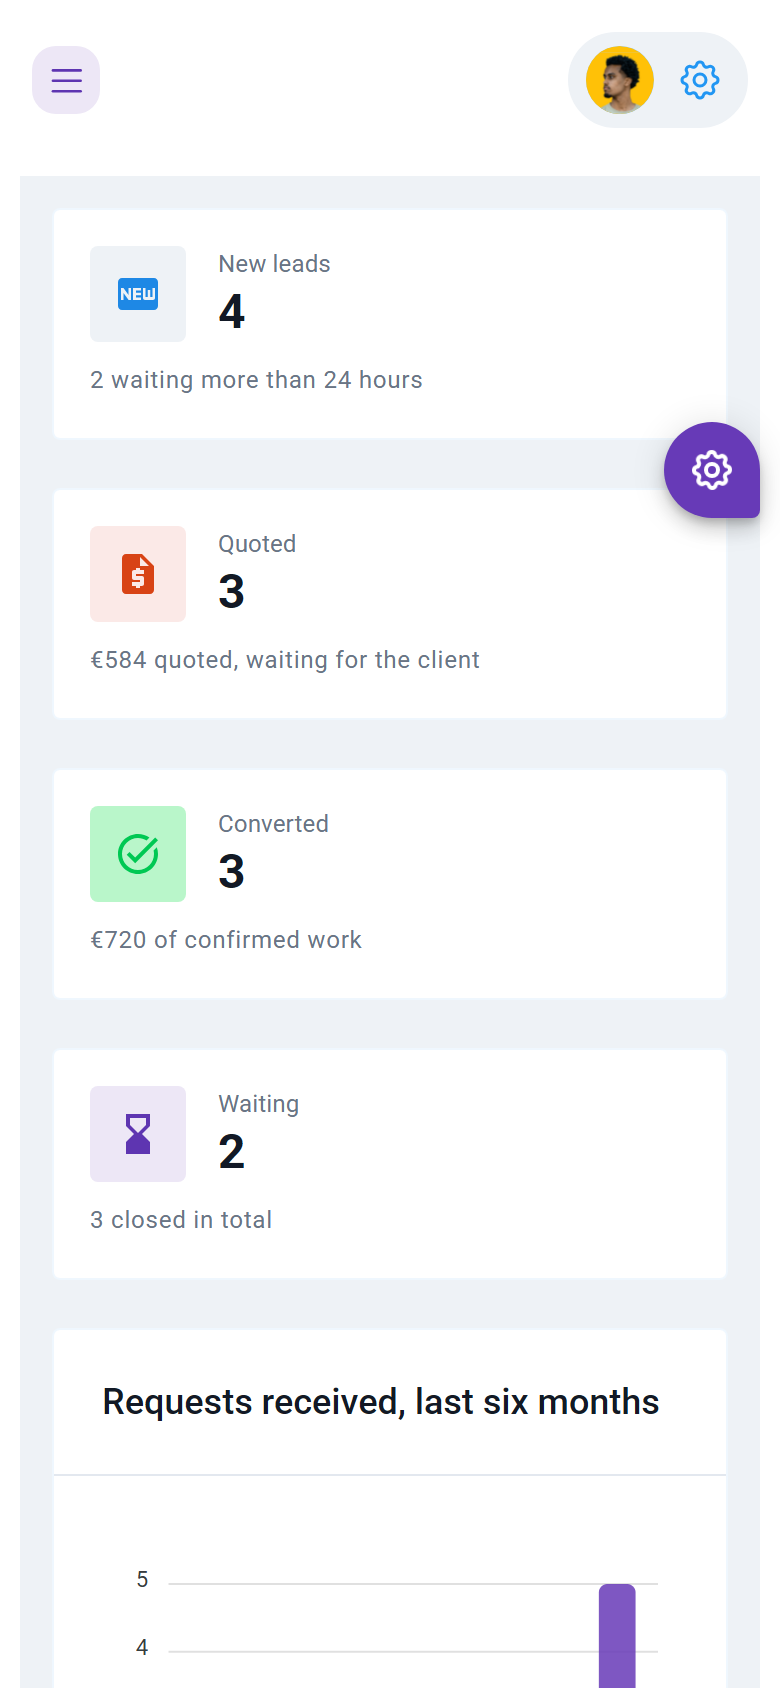 NEW
New leads
4
2 waiting more than 24 hours
Quoted
3
€584 quoted, waiting for the client
Converted
3
€720 of confirmed work
Waiting
2
3 closed in total
Requests received, last six months
5
4